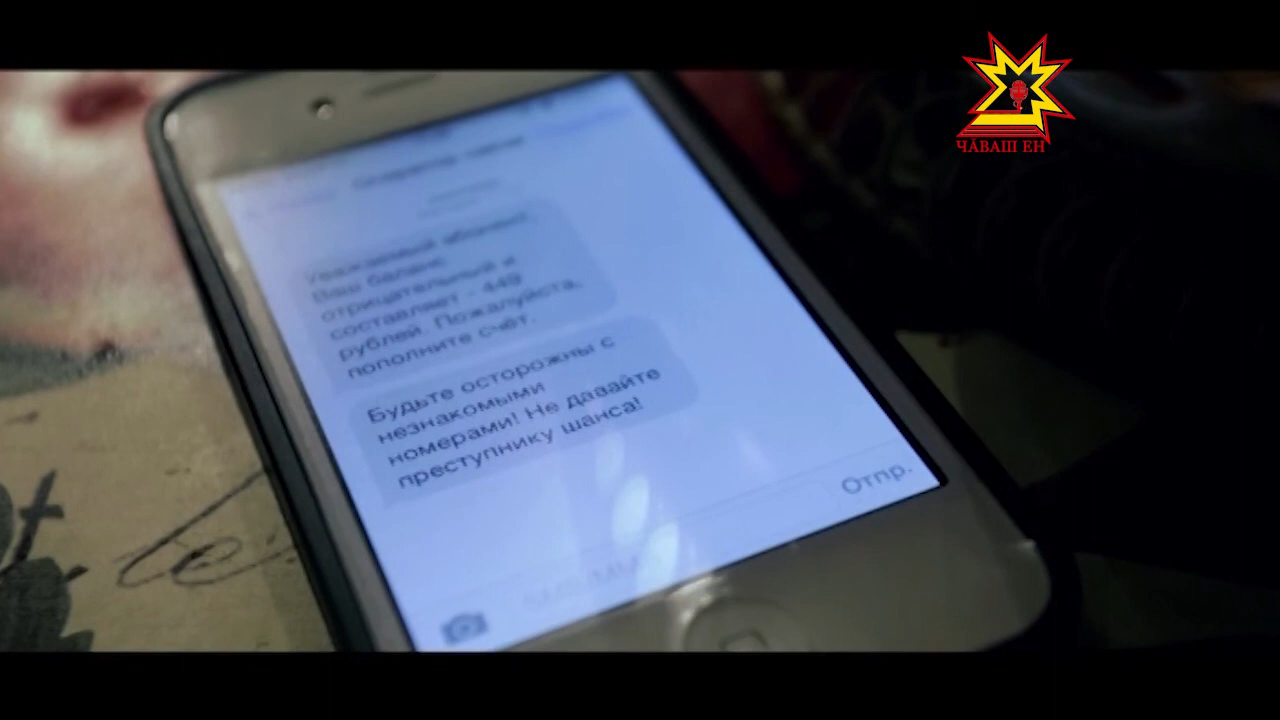 ЧӐВАШ ЕН
Уважаемый абонент
Ваш баланс
отрицательный и
составляет - 449
рублей. Пожалуйста,
пополните счёт.
Будьте осторожны с
незнакомыми
номерами! Не давайте
преступнику шанса!
Отпр.